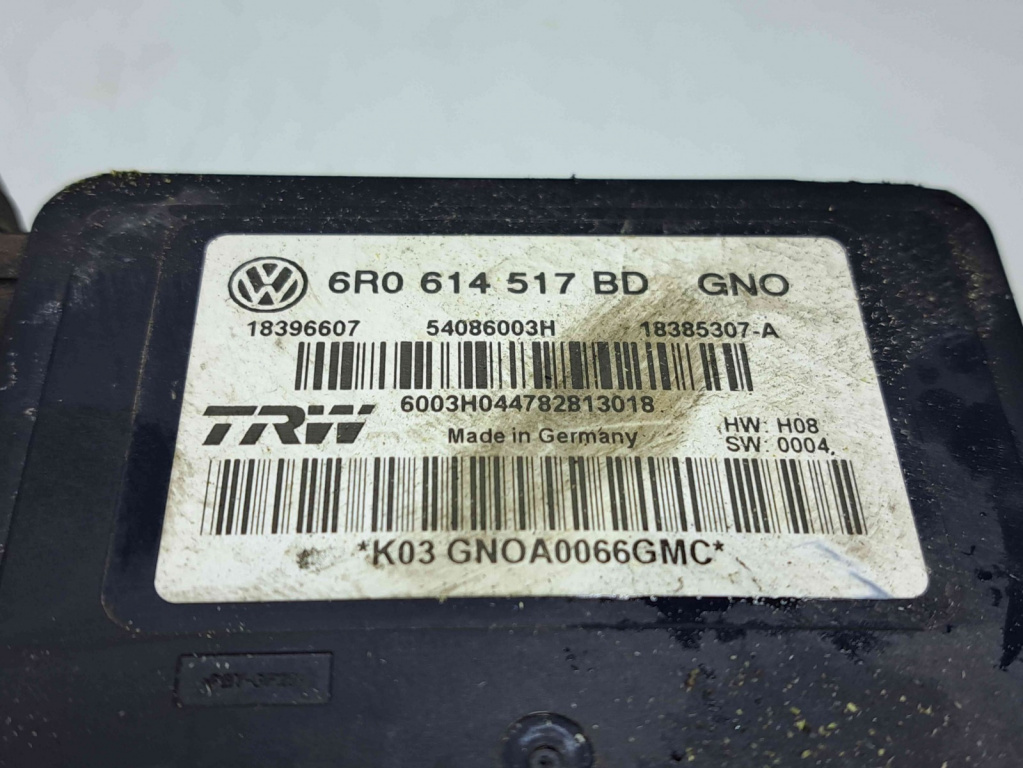 6R0 614 517 BD GNO
18396607 54086003H 18385307-A
6003H044782813018
TRW Made in Germany HW: H08
SW: 0004
*K03 GNOA0066GMC*